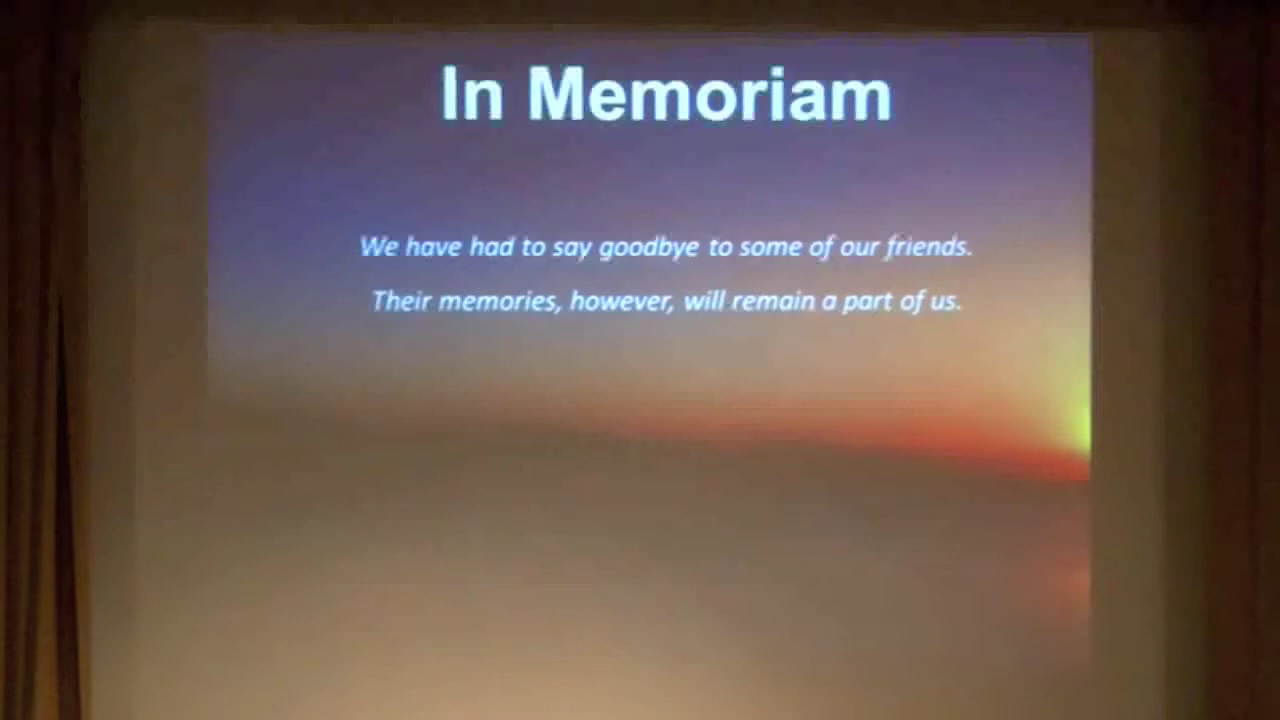 In Memoriam
We have had to say goodbye to some of our friends.
Their memories, however, will remain a part of us.